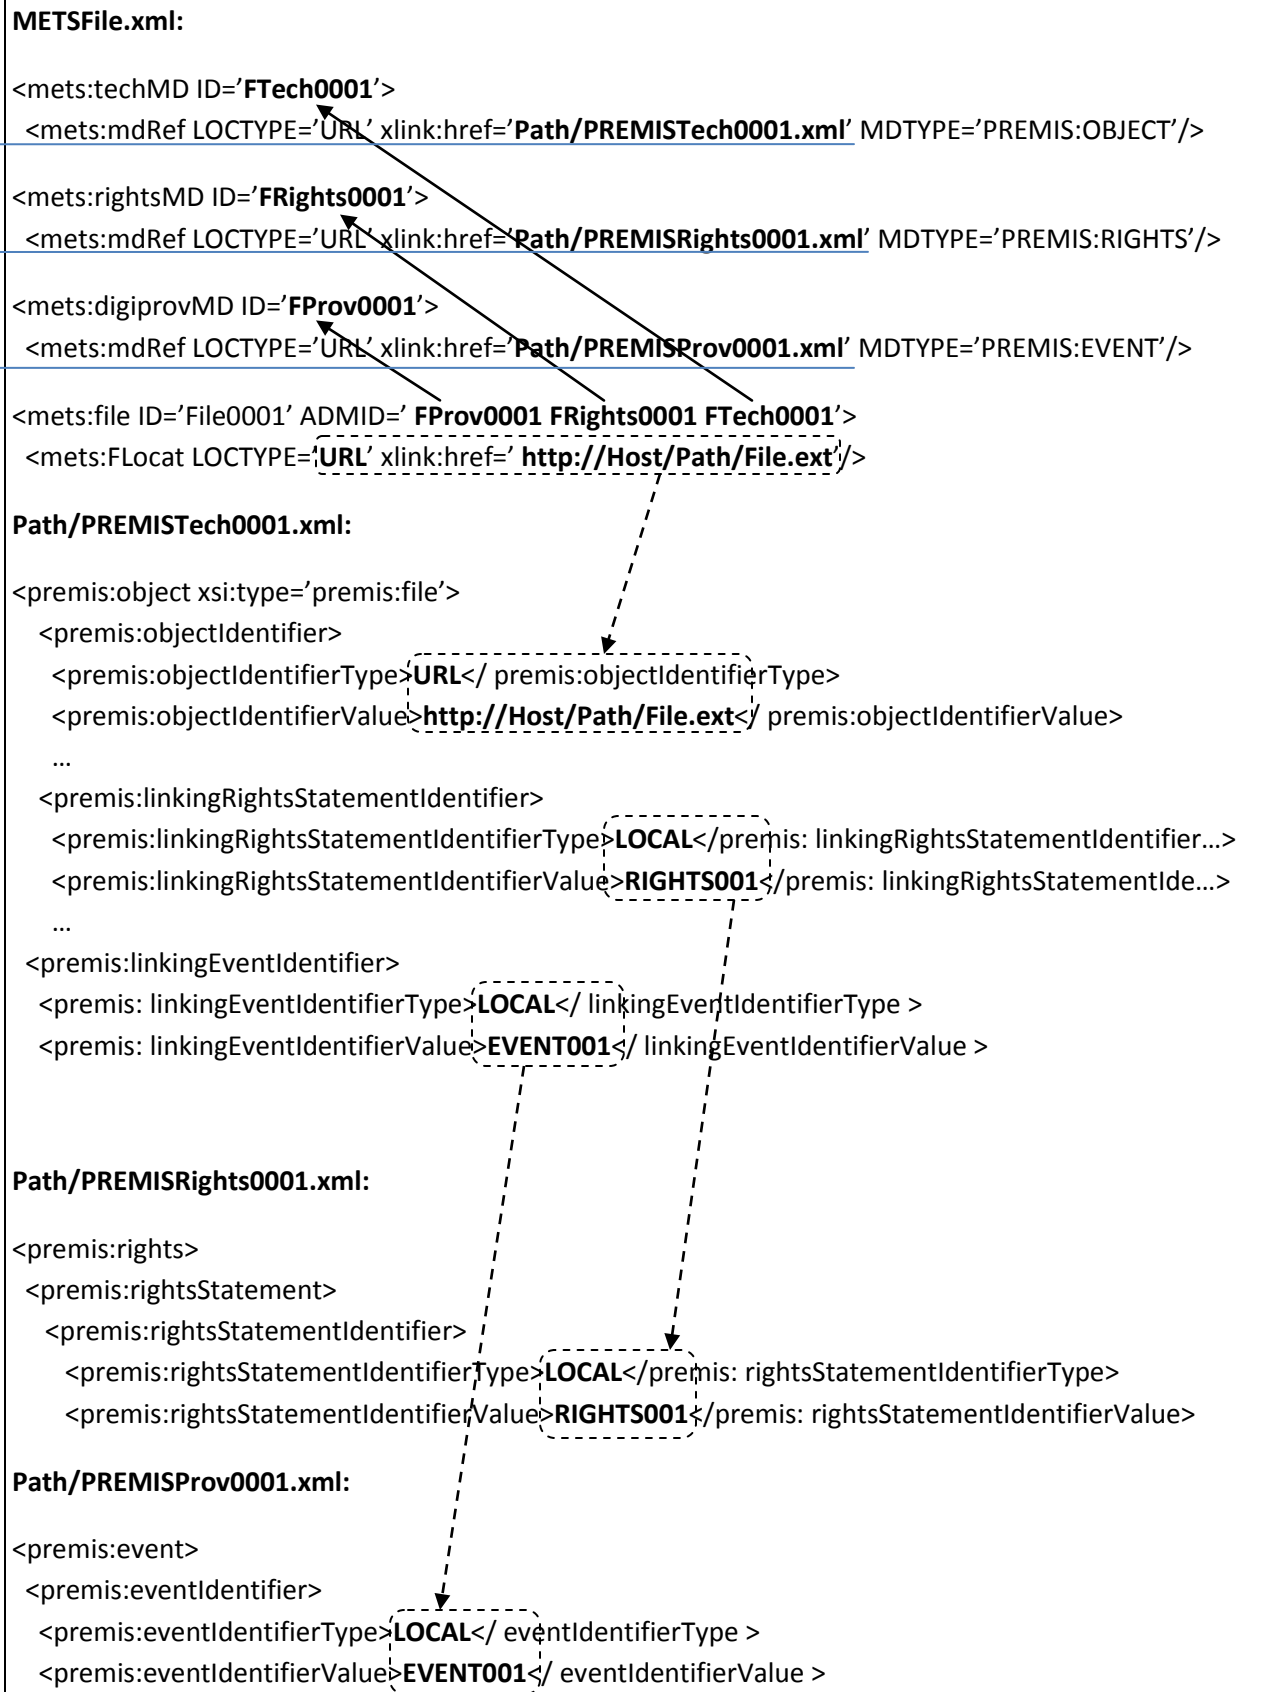 METSFile.xml:
<mets:techMD ID=’FTech0001’>
<mets:mdRef LOCTYPE=’URL’ xlink:href=’Path/PREMISTech0001.xml’ MDTYPE=’PREMIS:OBJECT’/>
<mets:rightsMD ID=’FRights0001’>
<mets:mdRef LOCTYPE=’URL’ xlink:href=’Path/PREMISRights0001.xml’ MDTYPE=’PREMIS:RIGHTS’/>
<mets:digiprovMD ID=’FProv0001’>
<mets:mdRef LOCTYPE=’URL’ xlink:href=’Path/PREMISProv0001.xml’ MDTYPE=’PREMIS:EVENT’/>
<mets:file ID=’File0001’ ADMID=’ FProv0001 FRights0001 FTech0001’>
<mets:FLocat LOCTYPE=’URL’ xlink:href=’ http://Host/Path/File.ext’/>
Path/PREMISTech0001.xml:
<premis:object xsi:type=’premis:file’>
<premis:objectIdentifier>
<premis:objectIdentifierType>URL</ premis:objectIdentifierType>
<premis:objectIdentifierValue>http://Host/Path/File.ext</ premis:objectIdentifierValue>
…
<premis:linkingRightsStatementIdentifier>
<premis:linkingRightsStatementIdentifierType>LOCAL</premis: linkingRightsStatementIdentifier…>
<premis:linkingRightsStatementIdentifierValue>RIGHTS001</premis: linkingRightsStatementIde…>
…
<premis:linkingEventIdentifier>
<premis: linkingEventIdentifierType>LOCAL</ linkingEventIdentifierType >
<premis: linkingEventIdentifierValue>EVENT001</ linkingEventIdentifierValue >
Path/PREMISRights0001.xml:
<premis:rights>
<premis:rightsStatement>
<premis:rightsStatementIdentifier>
<premis:rightsStatementIdentifierType>LOCAL</premis: rightsStatementIdentifierType>
<premis:rightsStatementIdentifierValue>RIGHTS001</premis: rightsStatementIdentifierValue>
Path/PREMISProv0001.xml:
<premis:event>
<premis:eventIdentifier>
<premis:eventIdentifierType>LOCAL</ eventIdentifierType >
<premis:eventIdentifierValue>EVENT001</ eventIdentifierValue >